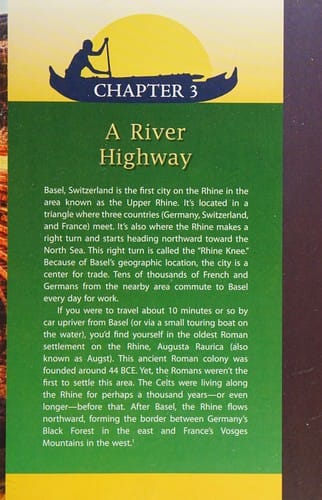 CHAPTER 3
A River
Highway
Basel, Switzerland is the first city on the Rhine in the
area known as the Upper Rhine. It's located in a
triangle where three countries (Germany, Switzerland,
and France) meet. It's also where the Rhine makes a
right turn and starts heading northward toward the
North Sea. This right turn is called the "Rhine Knee."
Because of Basel's geographic location, the city is a
center for trade. Tens of thousands of French and
Germans from the nearby area commute to Basel
every day for work.
If you were to travel about 10 minutes or so by
car upriver from Basel (or via a small touring boat on
the water), you'd find yourself in the oldest Roman
settlement on the Rhine, Augusta Raurica (also
known as Augst). This ancient Roman colony was
founded around 44 BCE. Yet, the Romans weren't the
first to settle this area. The Celts were living along
the Rhine for perhaps a thousand years—or even
longer—before that. After Basel, the Rhine flows
northward, forming the border between Germany's
Black Forest in the east and France's Vosges
Mountains in the west.¹